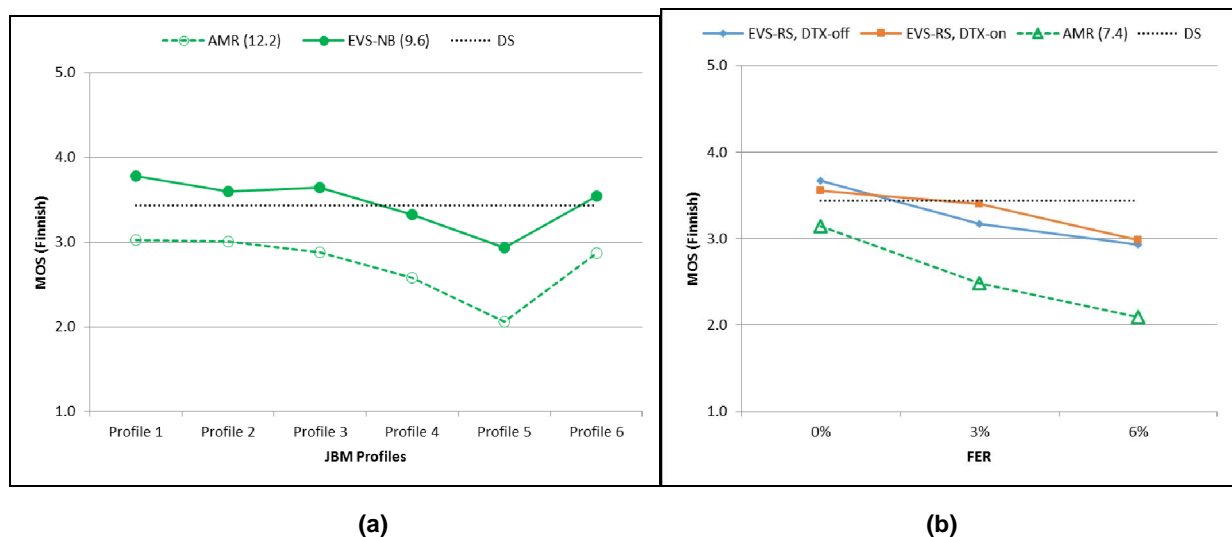 AMR (12.2) EVS-NB (9.6) DS
5.0
4.0
3.0
2.0
1.0
MOS (Finnish)
Profile 1 Profile 2 Profile 3 Profile 4 Profile 5 Profile 6
JBM Profiles
(a)
EVS-RS, DTX-off EVS-RS, DTX-on AMR (7.4) DS
5.0
4.0
3.0
2.0
1.0
MOS (Finnish)
0% 3% 6%
FER
(b)